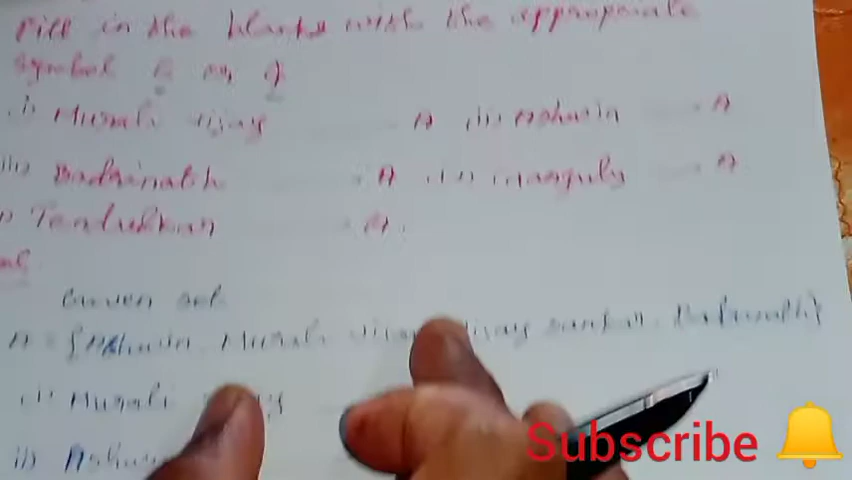 Fill in the blanks with the appropriate
symbol ∈ or ∉
i) Murali vijay ........ A ii) Ashwin ........ A
iii) Badrinath ........ A iv) Ganguly ........ A
v) Tendulkar ........ A.
Given set
A = {Ashwin, Murali vijay, vijay sankar, Badrinath}
i) Murali
ii) Ashwin
Subscribe